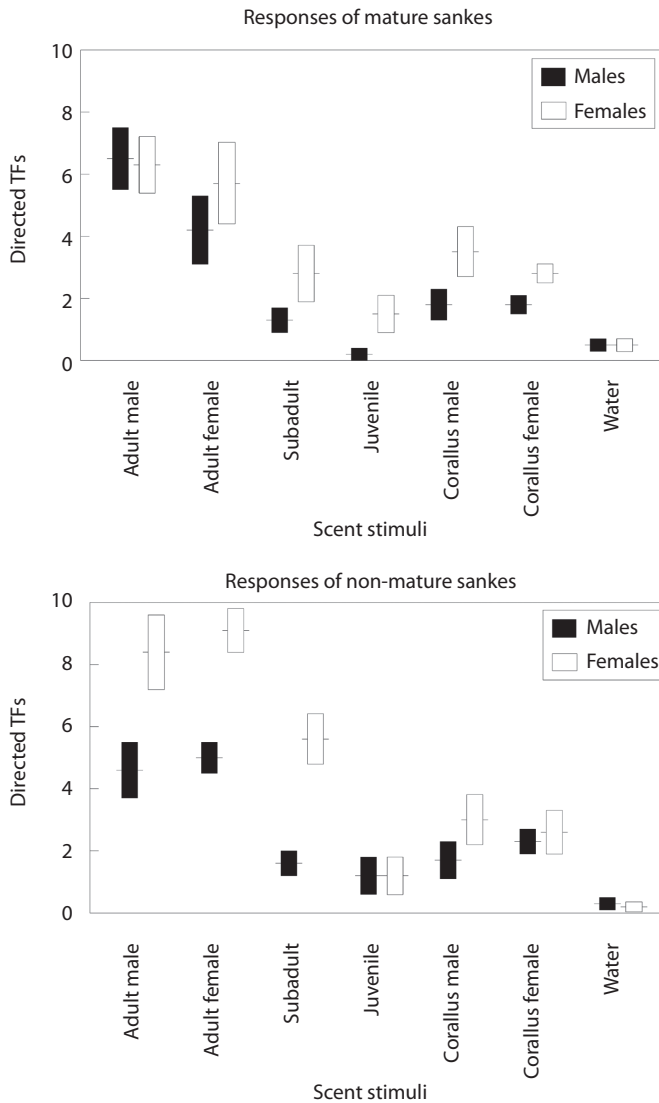 Responses of mature sankes
10
8
6
4
2
0
Directed TFs
Males
Females
Adult male
Adult female
Subadult
Juvenile
Corallus male
Corallus female
Water
Scent stimuli
Responses of non-mature sankes
10
8
6
4
2
0
Directed TFs
Males
Females
Adult male
Adult female
Subadult
Juvenile
Corallus male
Corallus female
Water
Scent stimuli